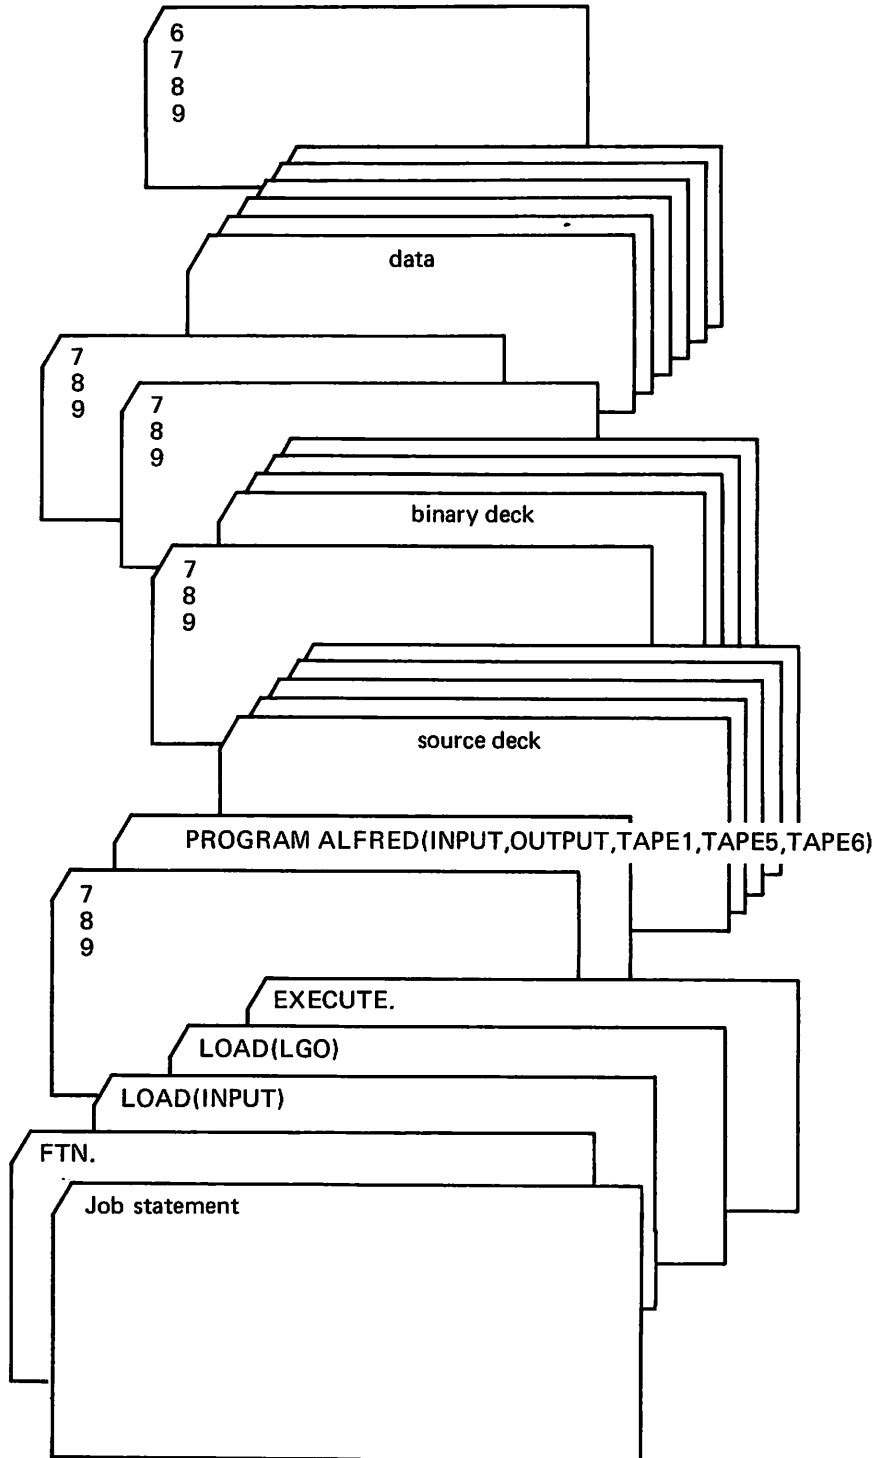 6
7
8
9
data
7
8
9
7
8
9
binary deck
7
8
9
source deck
PROGRAM ALFRED(INPUT,OUTPUT,TAPE1,TAPE5,TAPE6)
7
8
9
EXECUTE.
LOAD(LGO)
LOAD(INPUT)
FTN.
Job statement